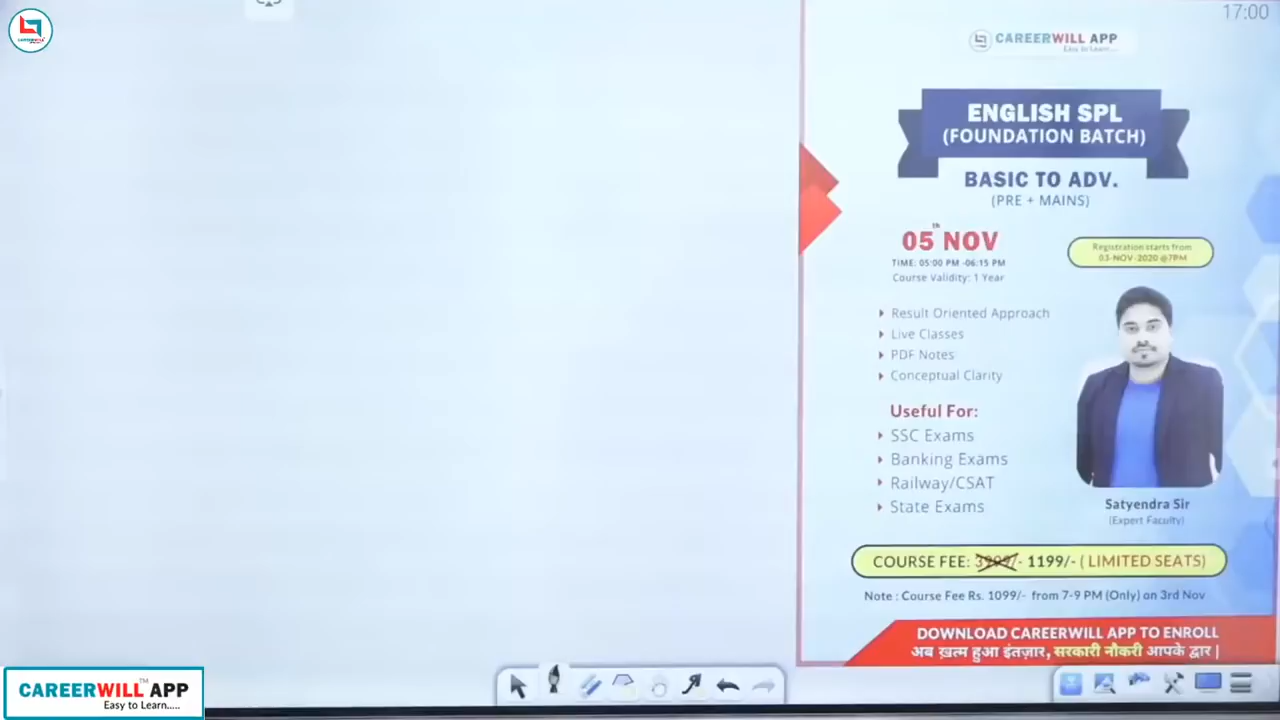 17:00
CAREERWILL APP
Easy to Learn....
ENGLISH SPL
(FOUNDATION BATCH)
BASIC TO ADV.
(PRE + MAINS)
05th NOV
TIME: 05:00 PM -06:15 PM
Course Validity: 1 Year
Registration starts from
03-NOV-2020 @7PM
Result Oriented Approach
Live Classes
PDF Notes
Conceptual Clarity
Useful For:
SSC Exams
Banking Exams
Railway/CSAT
State Exams
Satyendra Sir
(Expert Faculty)
COURSE FEE: 3999/- 1199/- ( LIMITED SEATS)
Note : Course Fee Rs. 1099/- from 7-9 PM (Only) on 3rd Nov
DOWNLOAD CAREERWILL APP TO ENROLL
अब ख़त्म हुआ इंतज़ार, सरकारी नौकरी आपके द्वार |
CAREERWILL™ APP
Easy to Learn.....